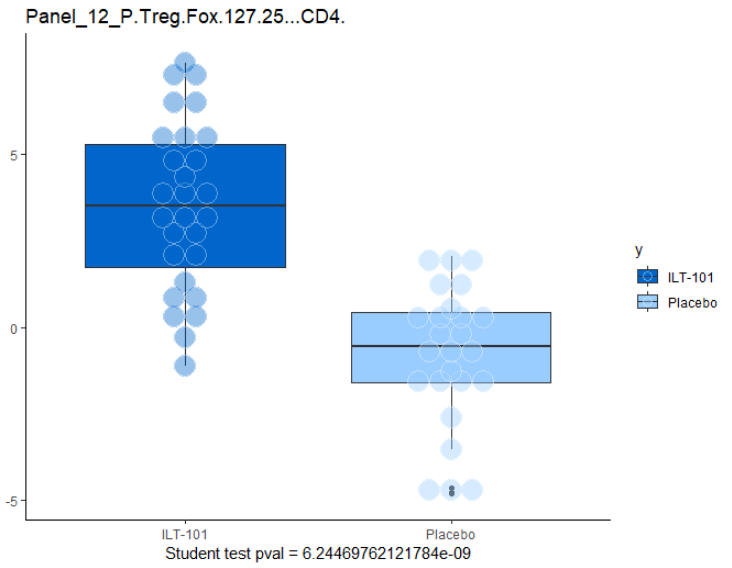 Panel_12_P.Treg.Fox.127.25...CD4.
5
0
-5
ILT-101
Placebo
Student test pval = 6.24469762121784e-09
y
ILT-101
Placebo